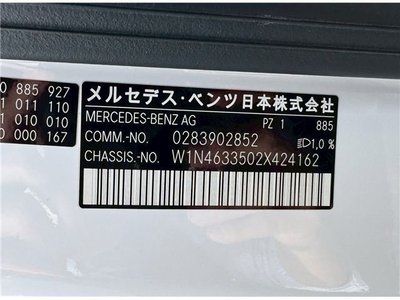 0 885 927
1 011 110
1 010 010
0 000 167
メルセデス・ベンツ日本株式会社
MERCEDES-BENZ AG PZ 1 885
COMM.-NO. 0283902852 1,0 %
CHASSIS.-NO. W1N4633502X424162